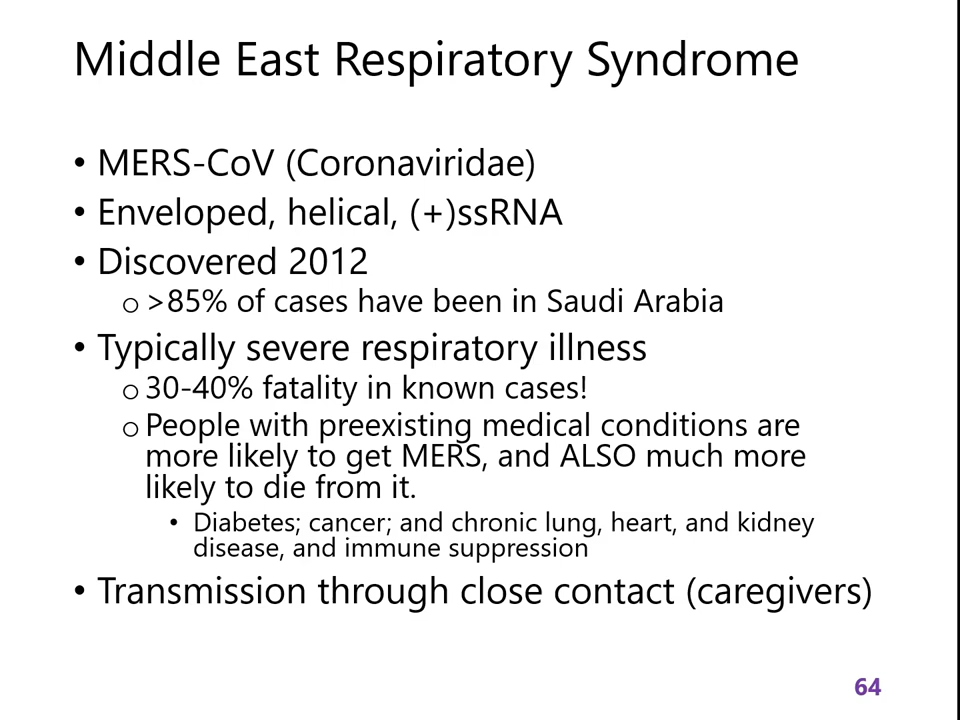 Middle East Respiratory Syndrome
• MERS-CoV (Coronaviridae)
• Enveloped, helical, (+)ssRNA
• Discovered 2012
o >85% of cases have been in Saudi Arabia
• Typically severe respiratory illness
o 30-40% fatality in known cases!
o People with preexisting medical conditions are
more likely to get MERS, and ALSO much more
likely to die from it.
• Diabetes; cancer; and chronic lung, heart, and kidney
disease, and immune suppression
• Transmission through close contact (caregivers)
64